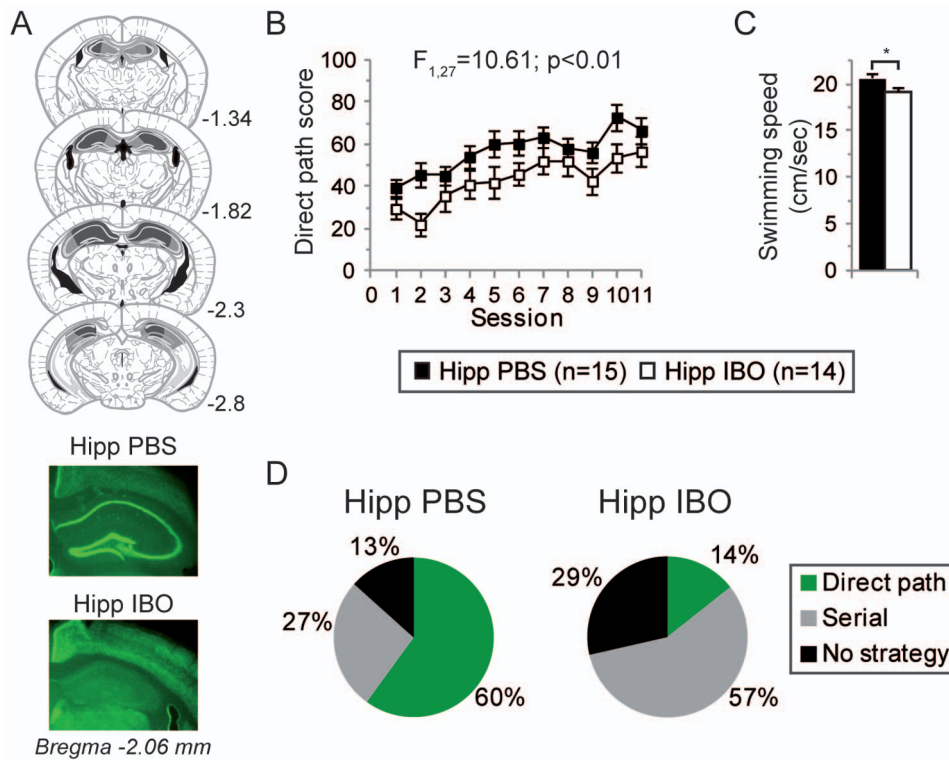 A
-1.34
-1.82
-2.3
-2.8
Hipp PBS
Hipp IBO
Bregma -2.06 mm
B
F1,27=10.61; p<0.01
Direct path score
100
80
60
40
20
0
0 1 2 3 4 5 6 7 8 9 10 11
Session
Hipp PBS (n=15) Hipp IBO (n=14)
C
*
Swimming speed
(cm/sec)
20
15
10
5
0
D
Hipp PBS
13%
27%
60%
Hipp IBO
14%
29%
57%
Direct path
Serial
No strategy